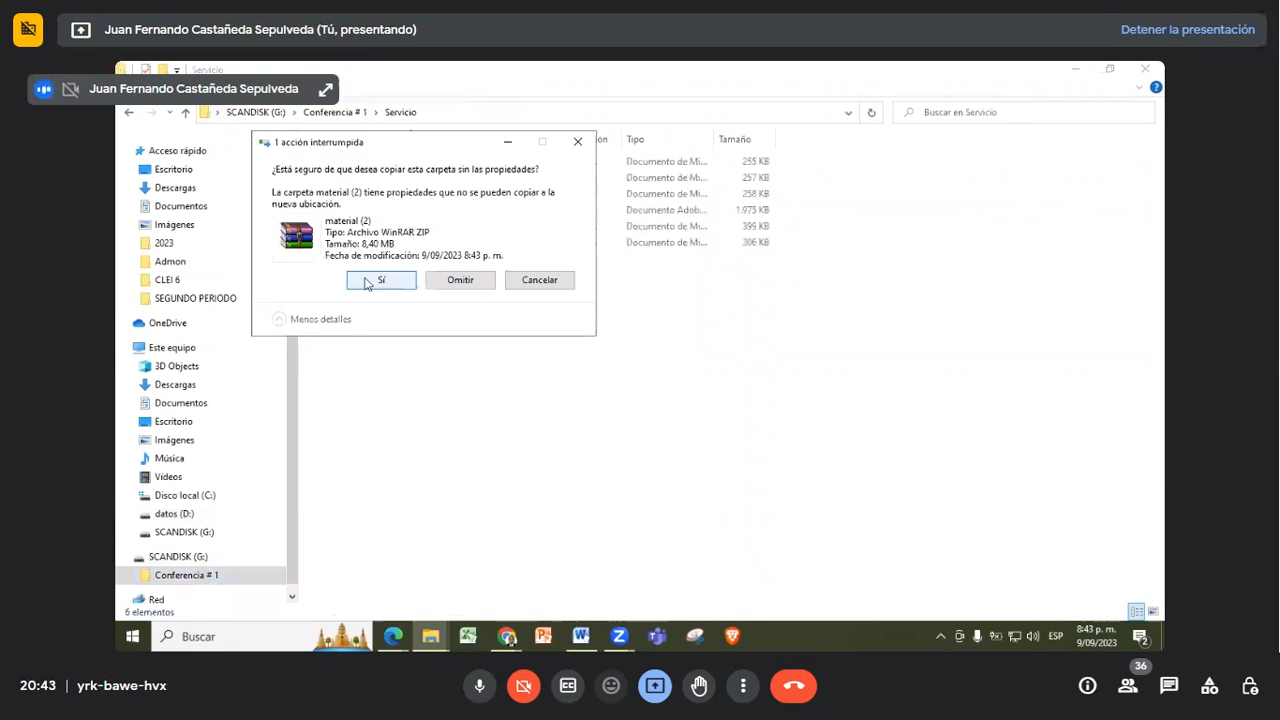 Juan Fernando Castañeda Sepulveda (Tú, presentando)
Detener la presentación
Servicio
Juan Fernando Castañeda Sepulveda
SCANDISK (G:) > Conferencia # 1 > Servicio
Buscar en Servicio
1 acción interrumpida
¿Está seguro de que desea copiar esta carpeta sin las propiedades?
La carpeta material (2) tiene propiedades que no se pueden copiar a la
nueva ubicación.
material (2)
Tipo: Archivo WinRAR ZIP
Tamaño: 8,40 MB
Fecha de modificación: 9/09/2023 8:43 p. m.
Sí
Omitir
Cancelar
Menos detalles
ión
Tipo
Tamaño
Documento de Mi...
255 KB
Documento de Mi...
257 KB
Documento de Mi...
258 KB
Documento Adob...
1.975 KB
Documento de Mi...
399 KB
Documento de Mi...
306 KB
Acceso rápido
Escritorio
Descargas
Documentos
Imágenes
2023
Admon
CLEI 6
SEGUNDO PERIODO
OneDrive
Este equipo
3D Objects
Descargas
Documentos
Escritorio
Imágenes
Música
Vídeos
Disco local (C:)
datos (D:)
SCANDISK (G:)
SCANDISK (G:)
Conferencia # 1
Red
6 elementos
Buscar
ESP
8:43 p. m.
9/09/2023
2
20:43 | yrk-bawe-hvx
36